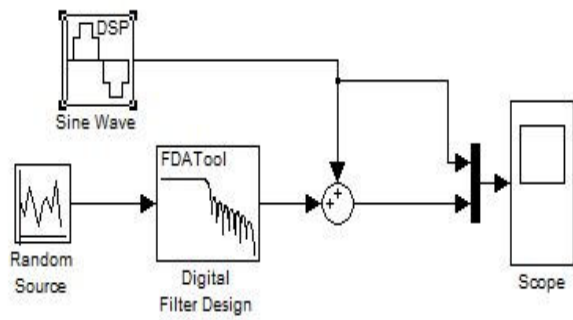 DSP
Sine Wave
FDATool
+
+
Random
Source
Digital
Filter Design
Scope